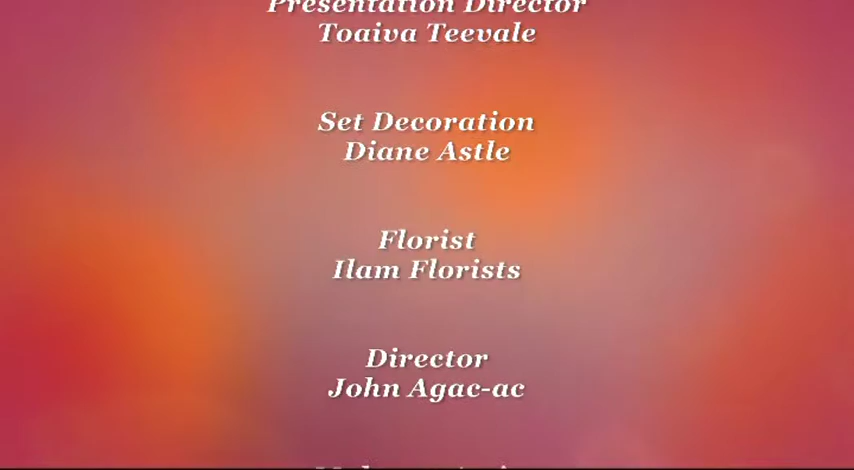 Presentation Director
Toaiva Teevale
Set Decoration
Diane Astle
Florist
Ilam Florists
Director
John Agac-ac